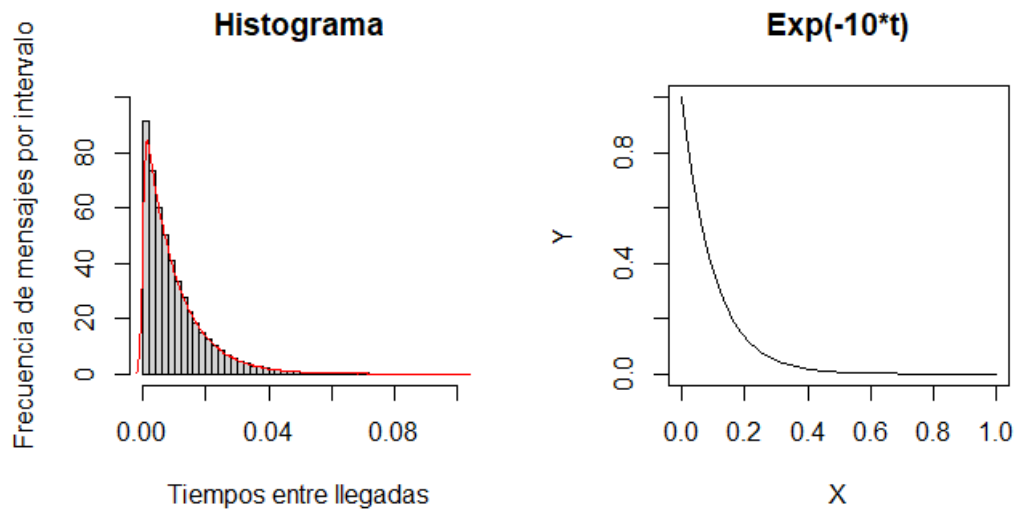 Histograma
Frecuencia de mensajes por intervalo
80
60
40
20
0
0.00 0.04 0.08
Tiempos entre llegadas
Exp(-10*t)
Y
0.8
0.4
0.0
0.0 0.2 0.4 0.6 0.8 1.0
X